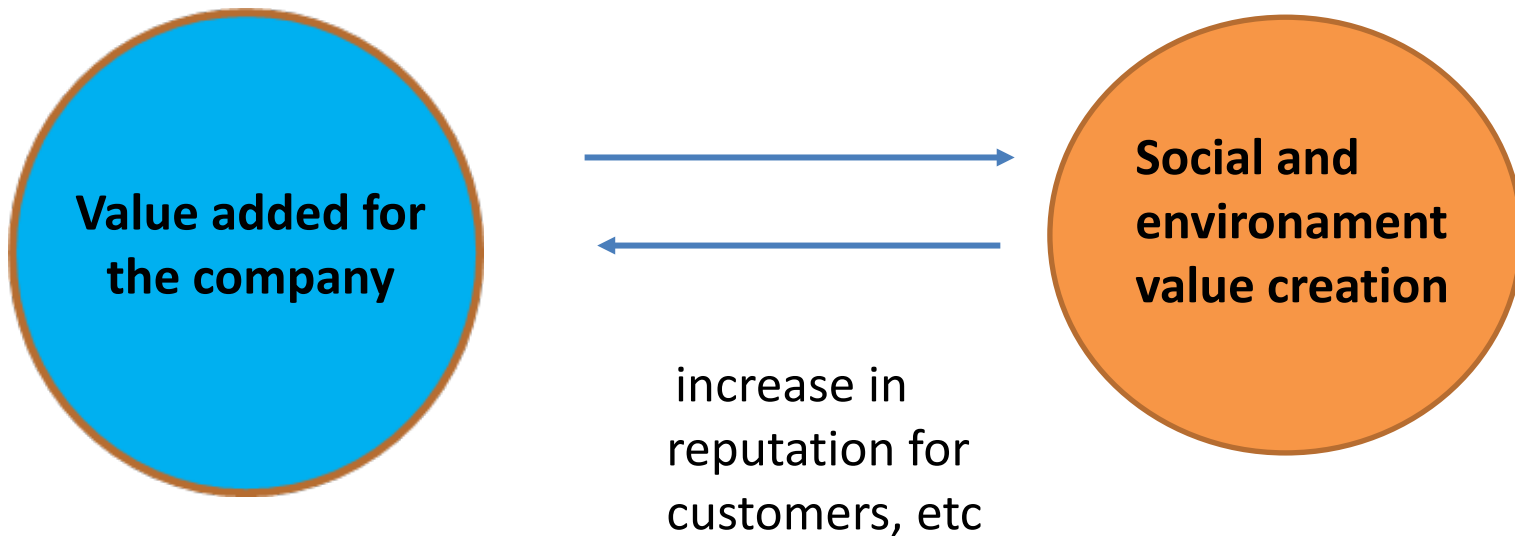 Value added for
the company
Social and
environament
value creation
increase in
reputation for
customers, etc